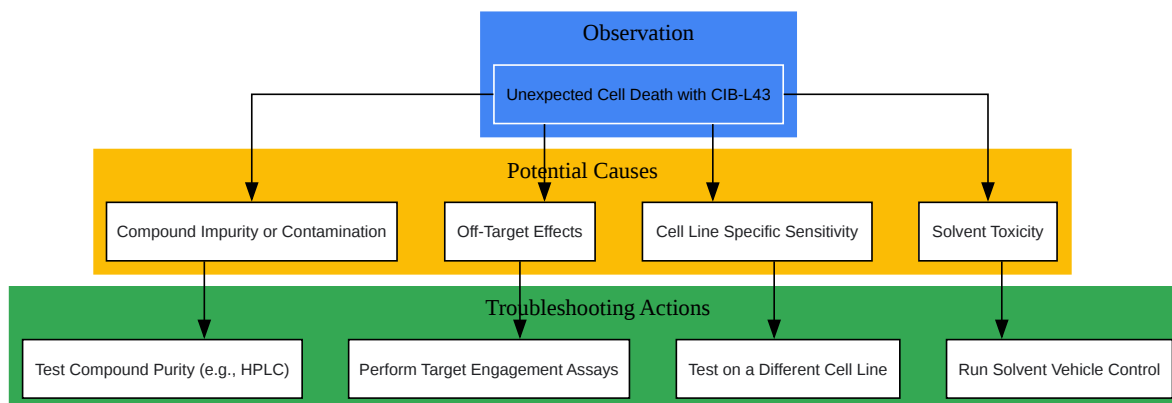 Observation
Unexpected Cell Death with CIB-L43
Potential Causes
Compound Impurity or Contamination
Off-Target Effects
Cell Line Specific Sensitivity
Solvent Toxicity
Troubleshooting Actions
Test Compound Purity (e.g., HPLC)
Perform Target Engagement Assays
Test on a Different Cell Line
Run Solvent Vehicle Control